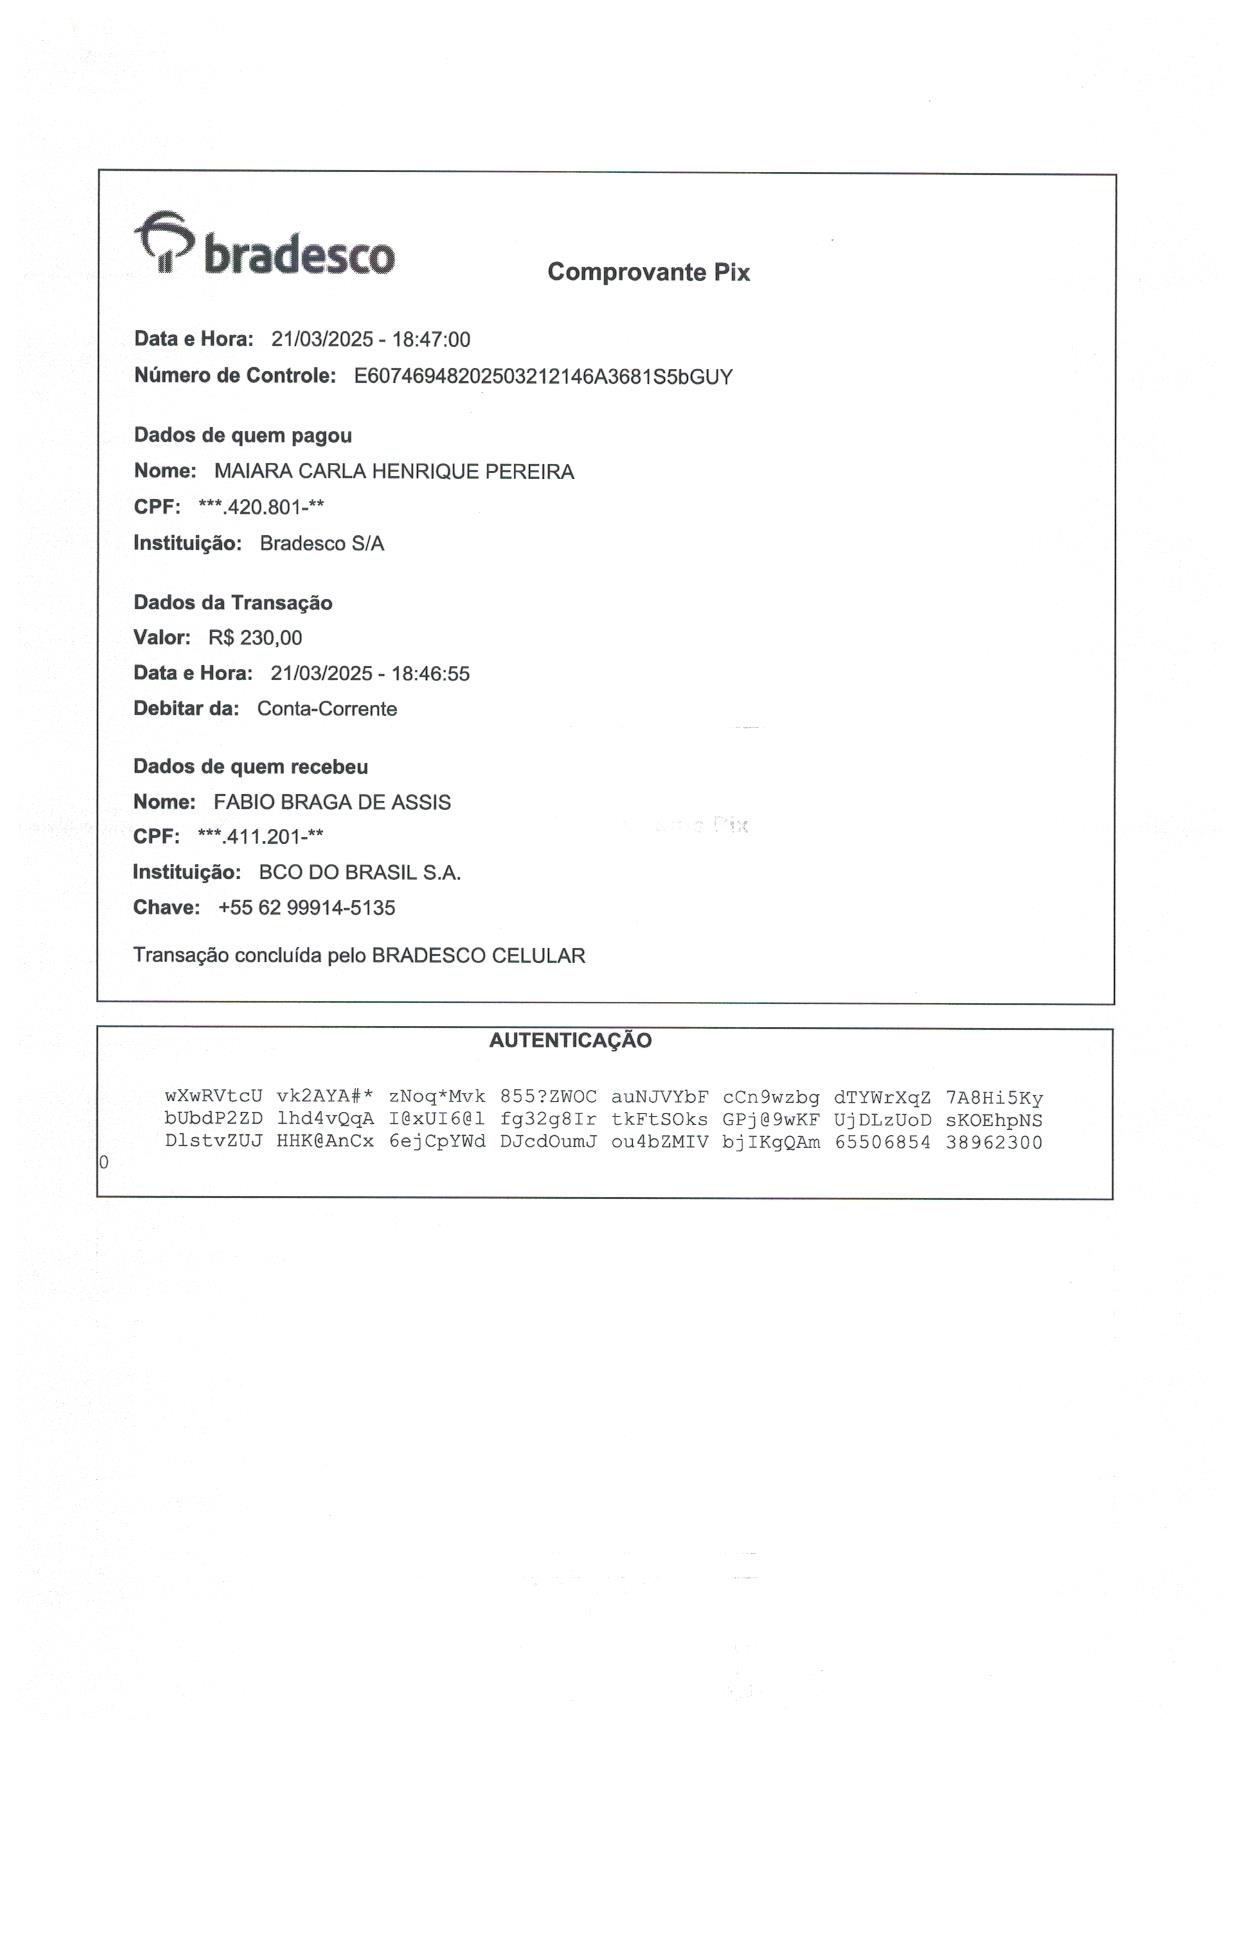 bradesco
Comprovante Pix
Data e Hora: 21/03/2025 - 18:47:00
Número de Controle: E60746948202503212146A3681S5bGUY
Dados de quem pagou
Nome: MAIARA CARLA HENRIQUE PEREIRA
CPF: ***.420.801-**
Instituição: Bradesco S/A
Dados da Transação
Valor: R$ 230,00
Data e Hora: 21/03/2025 - 18:46:55
Debitar da: Conta-Corrente
Dados de quem recebeu
Nome: FABIO BRAGA DE ASSIS
CPF: ***.411.201-**
Instituição: BCO DO BRASIL S.A.
Chave: +55 62 99914-5135
Transação concluída pelo BRADESCO CELULAR
AUTENTICAÇÃO
wXwRVtcU vk2AYA#* zNoq*Mvk 855?ZWOC auNJVYbF cCn9wzbg dTYWrXqZ 7A8Hi5Ky
bUbdP2ZD lhd4vQqA I@xUI6@l fg32g8Ir tkFtSOks GPj@9wKF UjDLzUoD sKOEhpNS
DlstvZUJ HHK@AnCx 6ejCpYWd DJcdOumJ ou4bZMIV bjIKgQAm 65506854 38962300
0